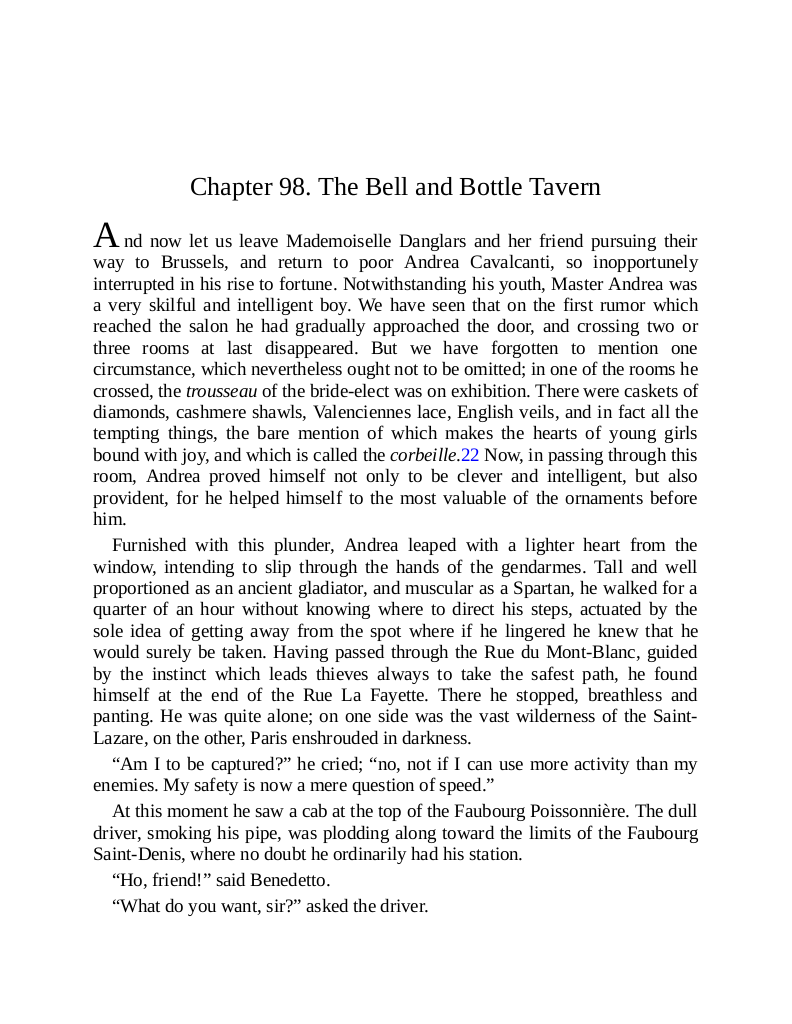 Chapter 98. The Bell and Bottle Tavern
And now let us leave Mademoiselle Danglars and her friend pursuing their
way to Brussels, and return to poor Andrea Cavalcanti, so inopportunely
interrupted in his rise to fortune. Notwithstanding his youth, Master Andrea was
a very skilful and intelligent boy. We have seen that on the first rumor which
reached the salon he had gradually approached the door, and crossing two or
three rooms at last disappeared. But we have forgotten to mention one
circumstance, which nevertheless ought not to be omitted; in one of the rooms he
crossed, the trousseau of the bride-elect was on exhibition. There were caskets of
diamonds, cashmere shawls, Valenciennes lace, English veils, and in fact all the
tempting things, the bare mention of which makes the hearts of young girls
bound with joy, and which is called the corbeille.22 Now, in passing through this
room, Andrea proved himself not only to be clever and intelligent, but also
provident, for he helped himself to the most valuable of the ornaments before
him.
Furnished with this plunder, Andrea leaped with a lighter heart from the
window, intending to slip through the hands of the gendarmes. Tall and well
proportioned as an ancient gladiator, and muscular as a Spartan, he walked for a
quarter of an hour without knowing where to direct his steps, actuated by the
sole idea of getting away from the spot where if he lingered he knew that he
would surely be taken. Having passed through the Rue du Mont-Blanc, guided
by the instinct which leads thieves always to take the safest path, he found
himself at the end of the Rue La Fayette. There he stopped, breathless and
panting. He was quite alone; on one side was the vast wilderness of the Saint-
Lazare, on the other, Paris enshrouded in darkness.
“Am I to be captured?” he cried; “no, not if I can use more activity than my
enemies. My safety is now a mere question of speed.”
At this moment he saw a cab at the top of the Faubourg Poissonnière. The dull
driver, smoking his pipe, was plodding along toward the limits of the Faubourg
Saint-Denis, where no doubt he ordinarily had his station.
“Ho, friend!” said Benedetto.
“What do you want, sir?” asked the driver.